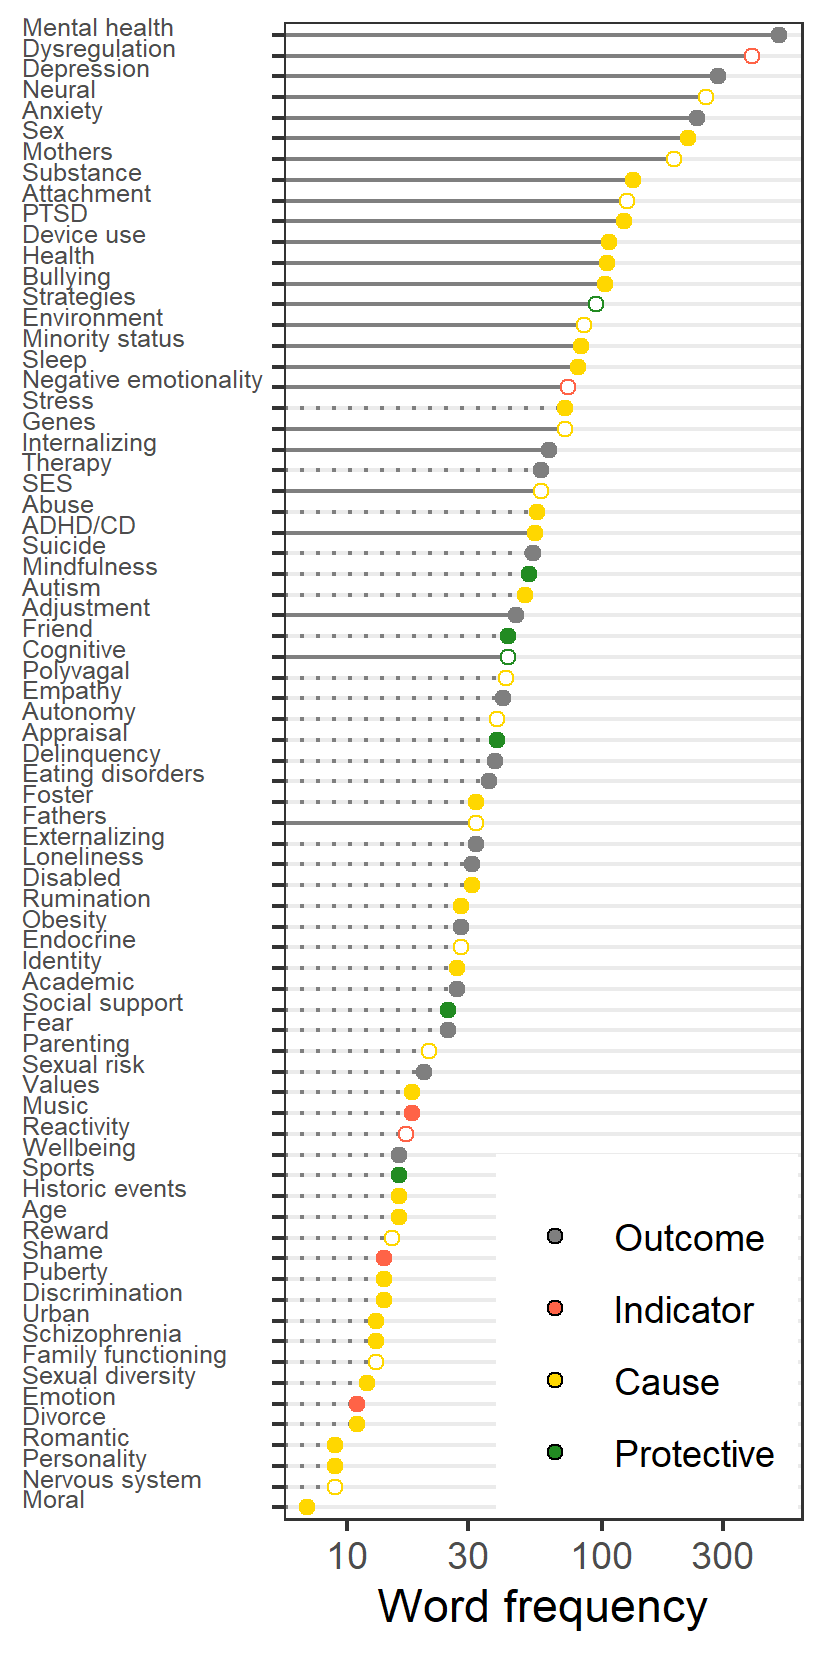 Mental health
Dysregulation
Depression
Neural
Anxiety
Sex
Mothers
Substance
Attachment
PTSD
Device use
Health
Bullying
Strategies
Environment
Minority status
Sleep
Negative emotionality
Stress
Genes
Internalizing
Therapy
SES
Abuse
ADHD/CD
Suicide
Mindfulness
Autism
Adjustment
Friend
Cognitive
Polyvagal
Empathy
Autonomy
Appraisal
Delinquency
Eating disorders
Foster
Fathers
Externalizing
Loneliness
Disabled
Rumination
Obesity
Endocrine
Identity
Academic
Social support
Fear
Parenting
Sexual risk
Values
Music
Reactivity
Wellbeing
Sports
Historic events
Age
Reward
Shame
Puberty
Discrimination
Urban
Schizophrenia
Family functioning
Sexual diversity
Emotion
Divorce
Romantic
Personality
Nervous system
Moral
Outcome
Indicator
Cause
Protective
10 30 100 300
Word frequency